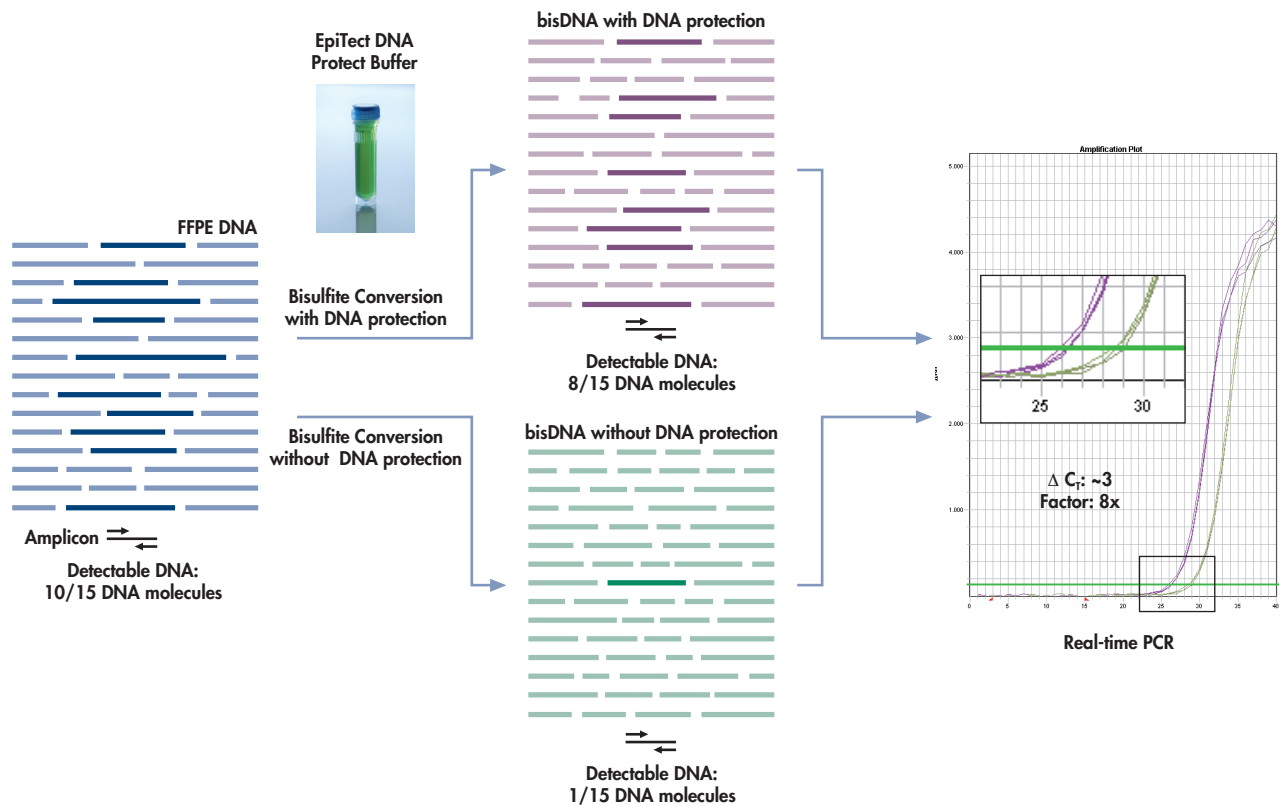 EpiTect DNA
Protect Buffer
bisDNA with DNA protection
FFPE DNA
Bisulfite Conversion
with DNA protection
Detectable DNA:
8/15 DNA molecules
Bisulfite Conversion
without DNA protection
bisDNA without DNA protection
Amplicon
Detectable DNA:
10/15 DNA molecules
Detectable DNA:
1/15 DNA molecules
Amplification Plot
5.000
4.000
3.000
2.000
1.000
25 30
Δ CT: ~3
Factor: 8x
0 5 10 15 20 25 30 35 40
Real-time PCR